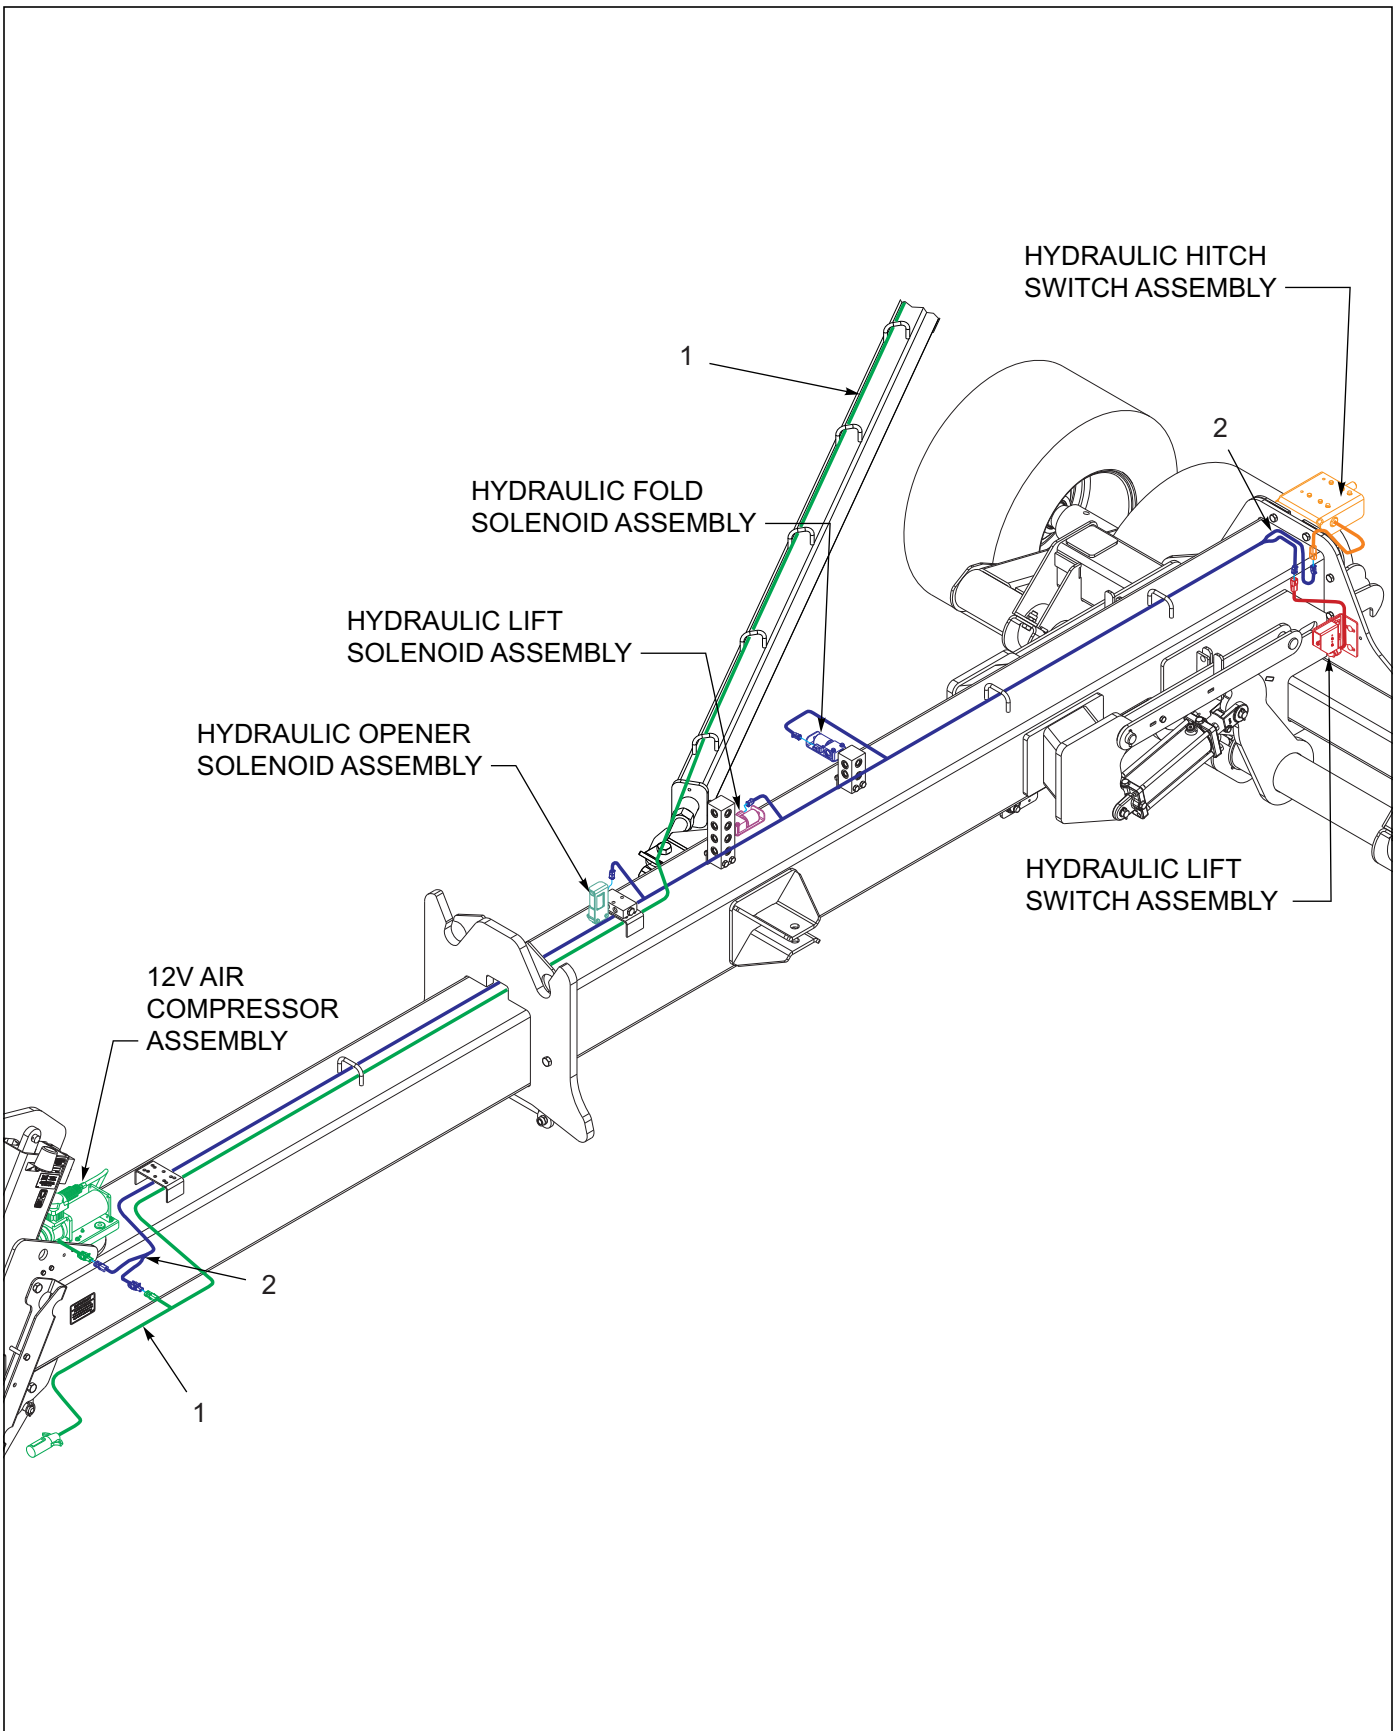 HYDRAULIC HITCH
SWITCH ASSEMBLY
1
2
HYDRAULIC FOLD
SOLENOID ASSEMBLY
HYDRAULIC LIFT
SOLENOID ASSEMBLY
HYDRAULIC OPENER
SOLENOID ASSEMBLY
HYDRAULIC LIFT
SWITCH ASSEMBLY
12V AIR
COMPRESSOR
ASSEMBLY
2
1